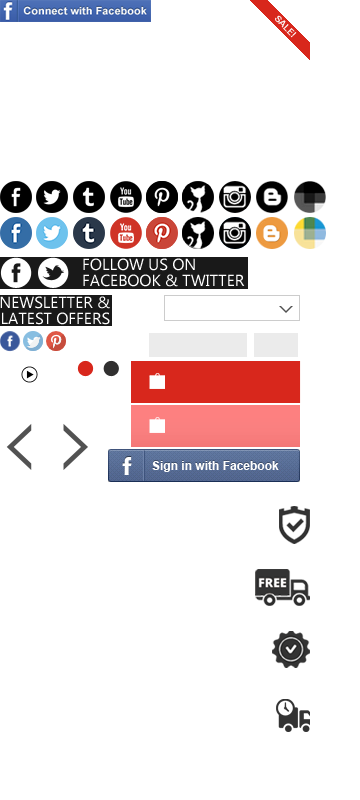 Connect with Facebook
SALE!
You
Tube
You
Tube
FOLLOW US ON
FACEBOOK & TWITTER
NEWSLETTER &
LATEST OFFERS
Sign in with Facebook
FREE